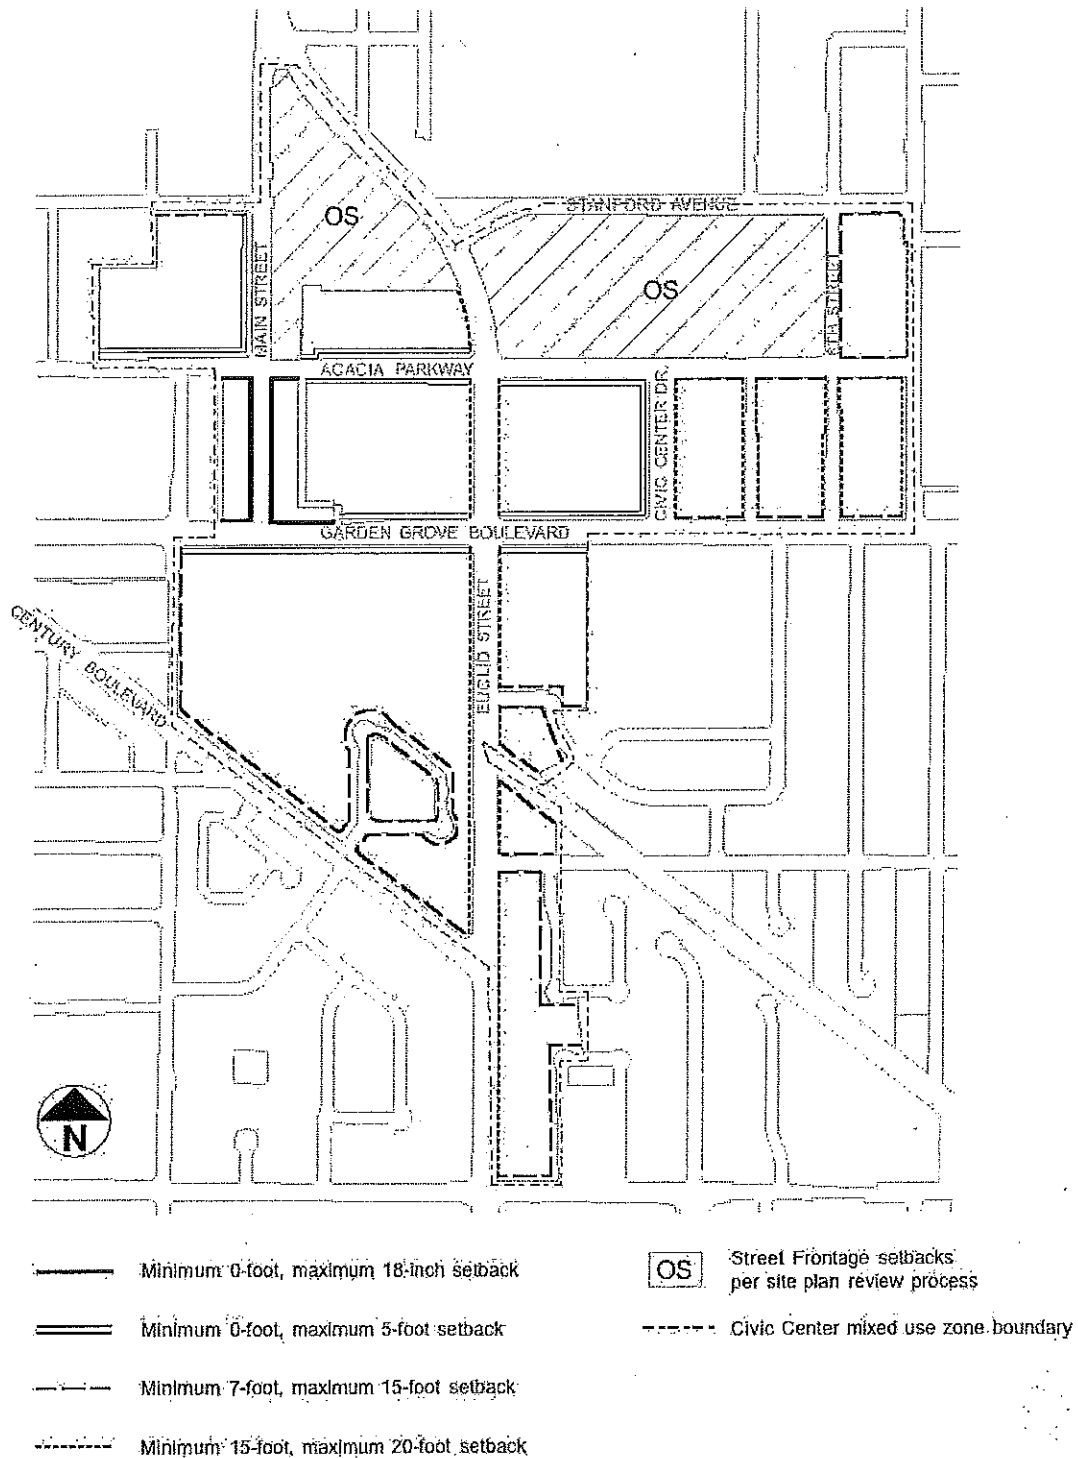 OS
STANFORD AVENUE
MAIN STREET
OS
8TH STREET
ACACIA PARKWAY
CIVIC CENTER DR.
GARDEN GROVE BOULEVARD
CENTURY BOULEVARD
EUCLID STREET
N
Minimum 0-foot, maximum 18-inch setback
Minimum 0-foot, maximum 5-foot setback
Minimum 7-foot, maximum 15-foot setback
Minimum 15-foot, maximum 20-foot setback
OS
Street Frontage setbacks
per site plan review process
Civic Center mixed use zone boundary